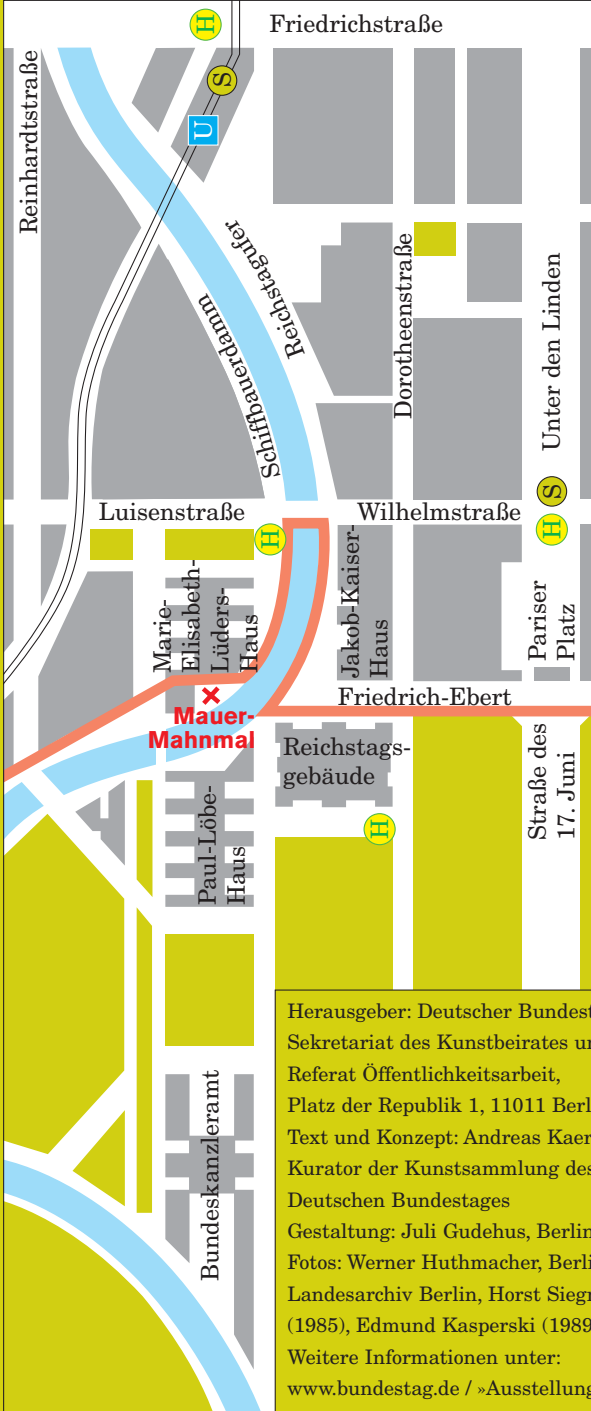 H
Friedrichstraße
S
U
Reinhardtstraße
Reichstagufer
Schiffbauerdamm
Dorotheenstraße
Unter den Linden
S
Luisenstraße
Wilhelmstraße
H
H
Marie-
Elisabeth-
Lüders-
Haus
Jakob-Kaiser-
Haus
Pariser
Platz
Mauer-
Mahnmal
Friedrich-Ebert
Reichstags-
gebäude
Straße des
17. Juni
Paul-Löbe-
Haus
H
Bundeskanzleramt
Herausgeber: Deutscher Bundest
Sekretariat des Kunstbeirates un
Referat Öffentlichkeitsarbeit,
Platz der Republik 1, 11011 Berl
Text und Konzept: Andreas Kaer
Kurator der Kunstsammlung des
Deutschen Bundestages
Gestaltung: Juli Gudehus, Berlin
Fotos: Werner Huthmacher, Berli
Landesarchiv Berlin, Horst Siegm
(1985), Edmund Kasperski (1989
Weitere Informationen unter:
www.bundestag.de / »Ausstellung